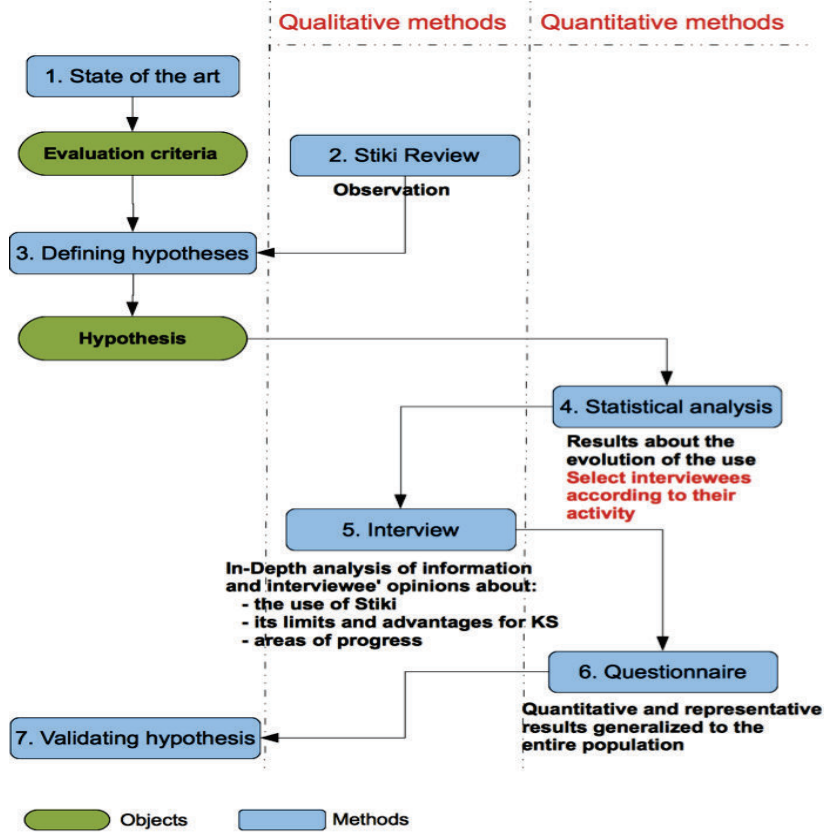 Qualitative methods
Quantitative methods
1. State of the art
Evaluation criteria
2. Stiki Review
Observation
3. Defining hypotheses
Hypothesis
4. Statistical analysis
Results about the
evolution of the use
Select interviewees
according to their
activity
5. Interview
In-Depth analysis of information
and interviewee' opinions about:
- the use of Stiki
- its limits and advantages for KS
- areas of progress
6. Questionnaire
Quantitative and representative
results generalized to the
entire population
7. Validating hypothesis
Objects
Methods